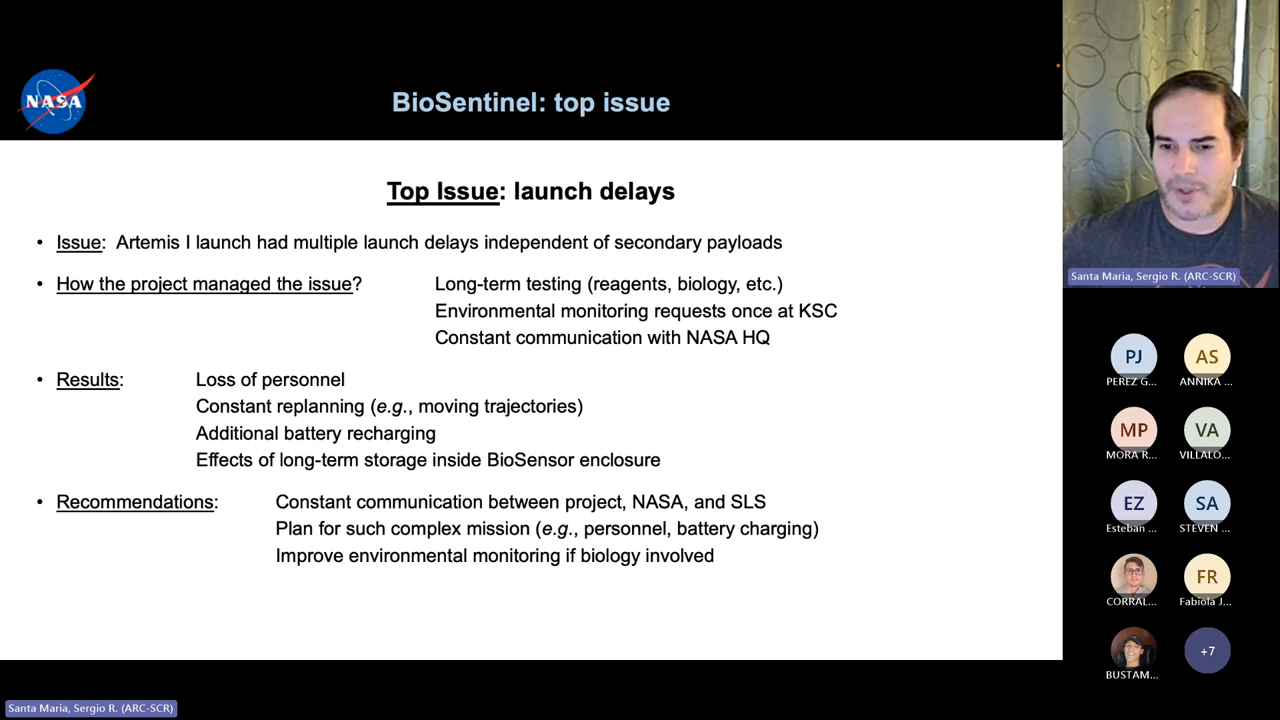 NASA
BioSentinel: top issue
Top Issue: launch delays
• Issue: Artemis I launch had multiple launch delays independent of secondary payloads
• How the project managed the issue? Long-term testing (reagents, biology, etc.)
Environmental monitoring requests once at KSC
Constant communication with NASA HQ
• Results: Loss of personnel
Constant replanning (e.g., moving trajectories)
Additional battery recharging
Effects of long-term storage inside BioSensor enclosure
• Recommendations: Constant communication between project, NASA, and SLS
Plan for such complex mission (e.g., personnel, battery charging)
Improve environmental monitoring if biology involved
Santa Maria, Sergio R. (ARC-SCR)
PJ AS
PEREZ G... ANNIKA ...
MP VA
MORA R... VILLALO...
EZ SA
Esteban ... STEVEN ...
FR
CORRAL... Fabiola J...
+7
BUSTAM...
Santa Maria, Sergio R. (ARC-SCR)